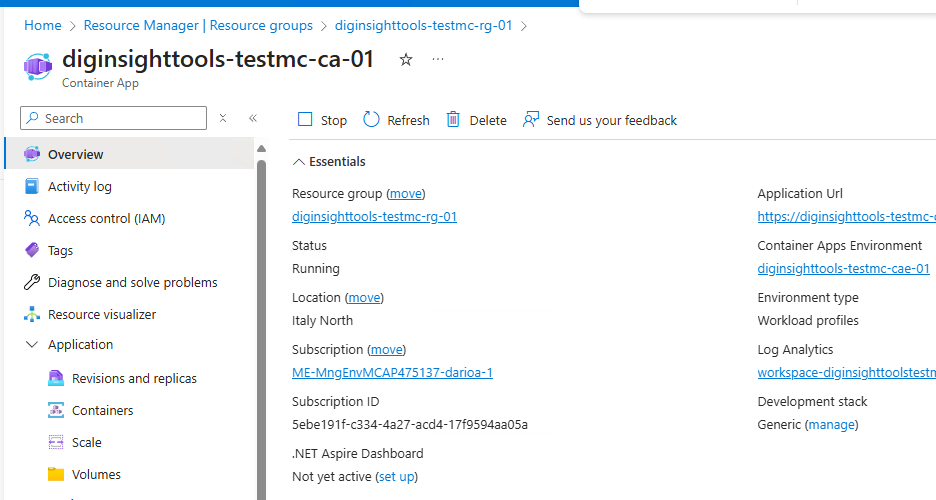 Home > Resource Manager | Resource groups > diginsighttools-testmc-rg-01 >
diginsighttools-testmc-ca-01
Container App
Search
Stop Refresh Delete Send us your feedback
Overview
Activity log
Access control (IAM)
Tags
Diagnose and solve problems
Resource visualizer
Application
Revisions and replicas
Containers
Scale
Volumes
Essentials
Resource group (move)
diginsighttools-testmc-rg-01
Status
Running
Location (move)
Italy North
Subscription (move)
ME-MngEnvMCAP475137-darioa-1
Subscription ID
5ebe191f-c334-4a27-acd4-17f9594aa05a
.NET Aspire Dashboard
Not yet active (set up)
Application Url
https://diginsighttools-testmc-
Container Apps Environment
diginsighttools-testmc-cae-01
Environment type
Workload profiles
Log Analytics
workspace-diginsighttoolstestm
Development stack
Generic (manage)